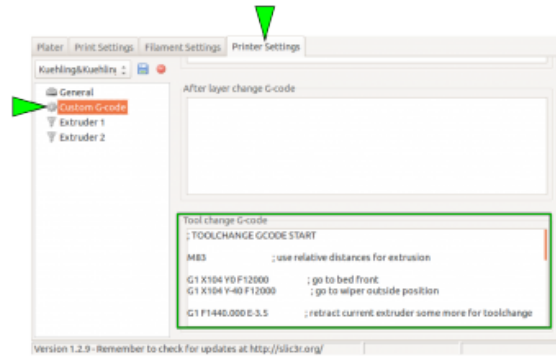 Plater Print Settings Filament Settings Printer Settings
Kuehling&Kuehling
After layer change G-code
General
Custom G-code
Extruder 1
Extruder 2
Tool change G-code
; TOOLCHANGE GCODE START
M83 ; use relative distances for extrusion
G1 X104 Y0 F12000 ; go to bed front
G1 X104 Y-40 F12000 ; go to wiper outside position
G1 F1440.000 E-3.5 ; retract current extruder some more for toolchange
Version 1.2.9 - Remember to check for updates at http://slic3r.org/